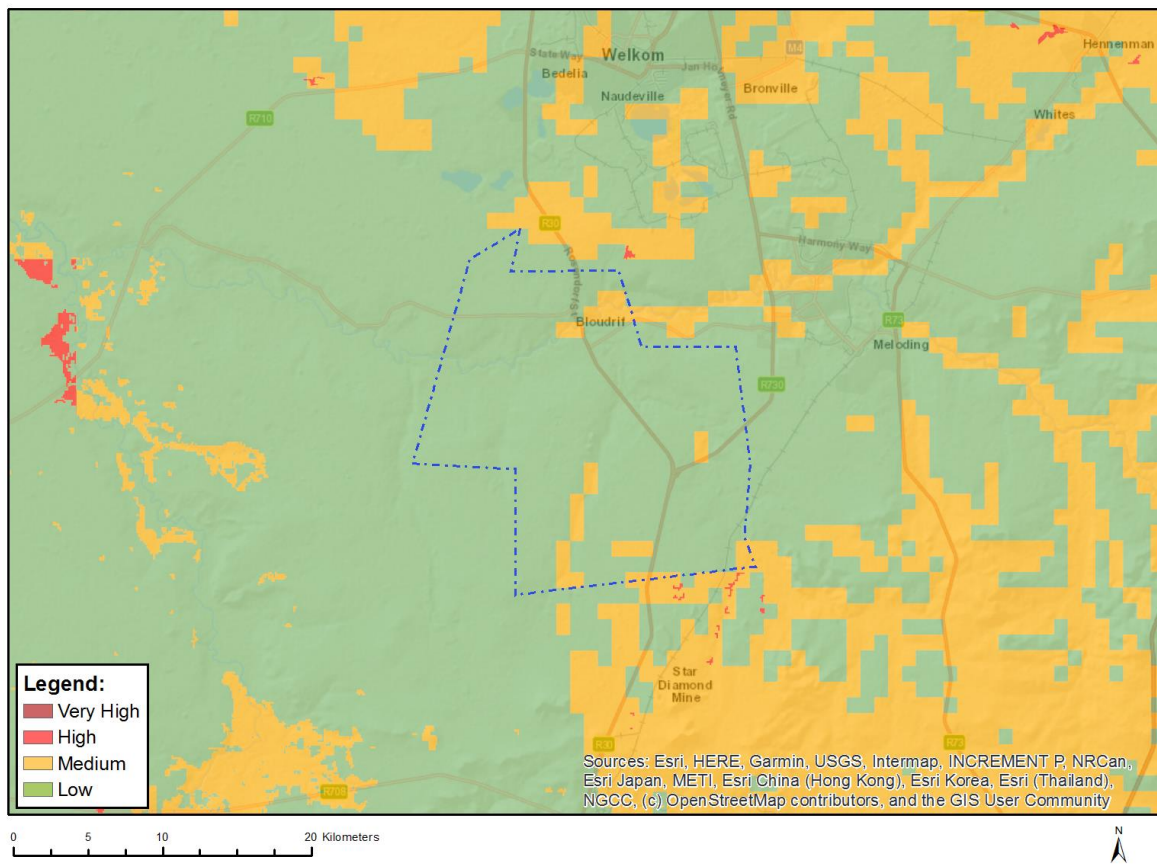 Welkom
State Way
M4
Hennenman
Bedelia
Jan Ho
meyer Rd
Naudeville
Bronville
R710
Whites
R30
Harmony Way
Bloudrif
R73
Meloding
R730
Legend:
Very High
High
Medium
Low
Star
Diamond
Mine
R30
R73
R708
Sources: Esri, HERE, Garmin, USGS, Intermap, INCREMENT P, NRCan,
Esri Japan, METI, Esri China (Hong Kong), Esri Korea, Esri (Thailand),
NGCC, (c) OpenStreetMap contributors, and the GIS User Community
0 5 10 20 Kilometers
N